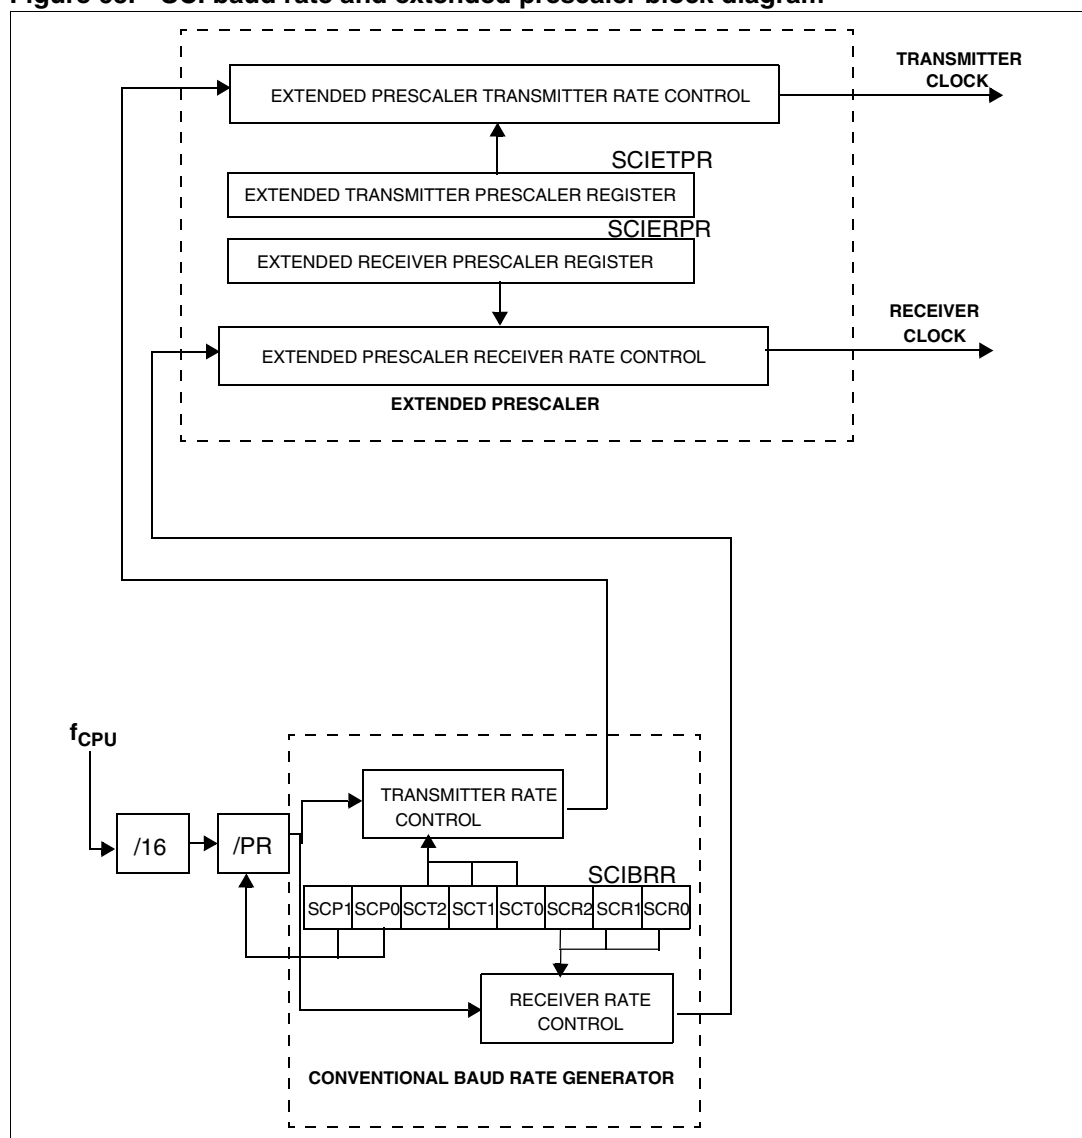 TRANSMITTER
CLOCK
EXTENDED PRESCALER TRANSMITTER RATE CONTROL
SCIETPR
EXTENDED TRANSMITTER PRESCALER REGISTER
SCIERPR
EXTENDED RECEIVER PRESCALER REGISTER
RECEIVER
CLOCK
EXTENDED PRESCALER RECEIVER RATE CONTROL
EXTENDED PRESCALER
fCPU
TRANSMITTER RATE
CONTROL
/16
/PR
SCIBRR
SCP1 SCP0 SCT2 SCT1 SCT0 SCR2 SCR1 SCR0
RECEIVER RATE
CONTROL
CONVENTIONAL BAUD RATE GENERATOR